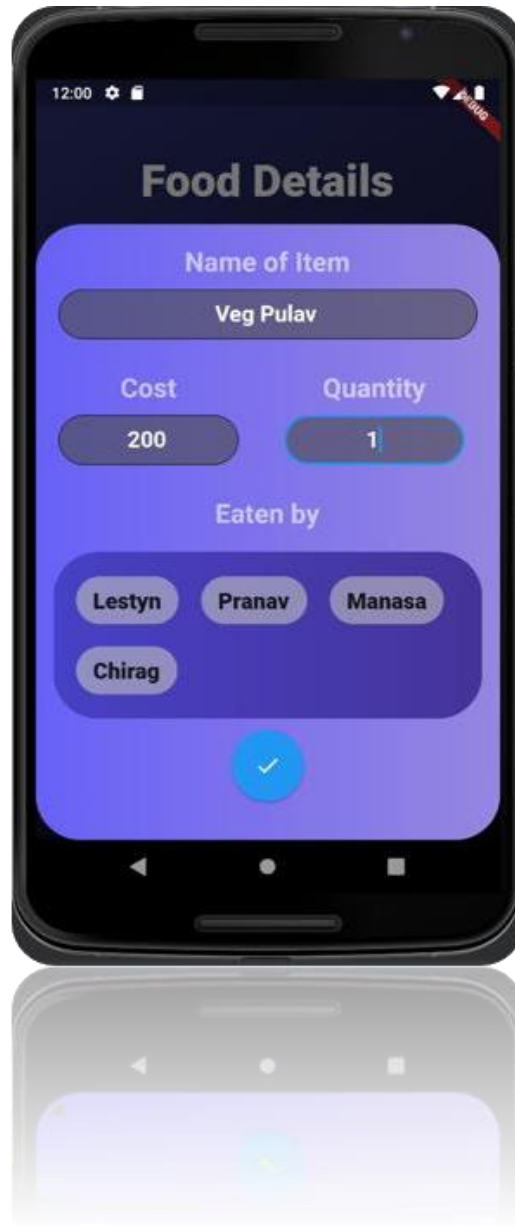 12:00
DEBUG
Food Details
Name of Item
Veg Pulav
Cost Quantity
200 1
Eaten by
Lestyn Pranav Manasa
Chirag